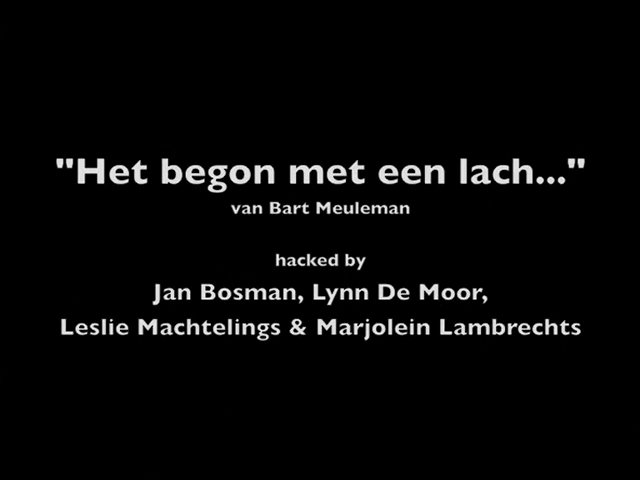 "Het begon met een lach..."
van Bart Meuleman
hacked by
Jan Bosman, Lynn De Moor,
Leslie Machtelings & Marjolein Lambrechts